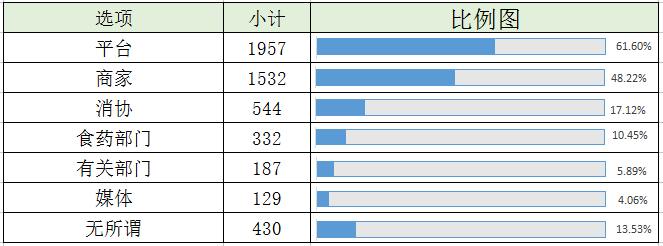 选项 小计 比例图
平台 1957 61.60%
商家 1532 48.22%
消协 544 17.12%
食药部门 332 10.45%
有关部门 187 5.89%
媒体 129 4.06%
无所谓 430 13.53%